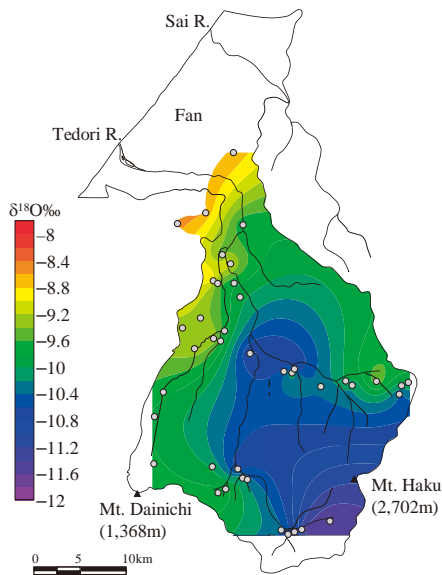 Sai R.
Fan
Tedori R.
δ18O‰
−8
−8.4
−8.8
−9.2
−9.6
−10
−10.4
−10.8
−11.2
−11.6
−12
Mt. Haku
(2,702m)
Mt. Dainichi
(1,368m)
0 5 10km